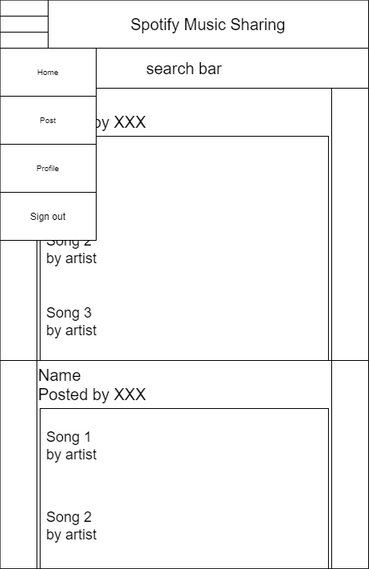 Spotify Music Sharing
search bar
Home
Post
Profile
Sign out
by XXX
Song 2
by artist
Song 3
by artist
Name
Posted by XXX
Song 1
by artist
Song 2
by artist